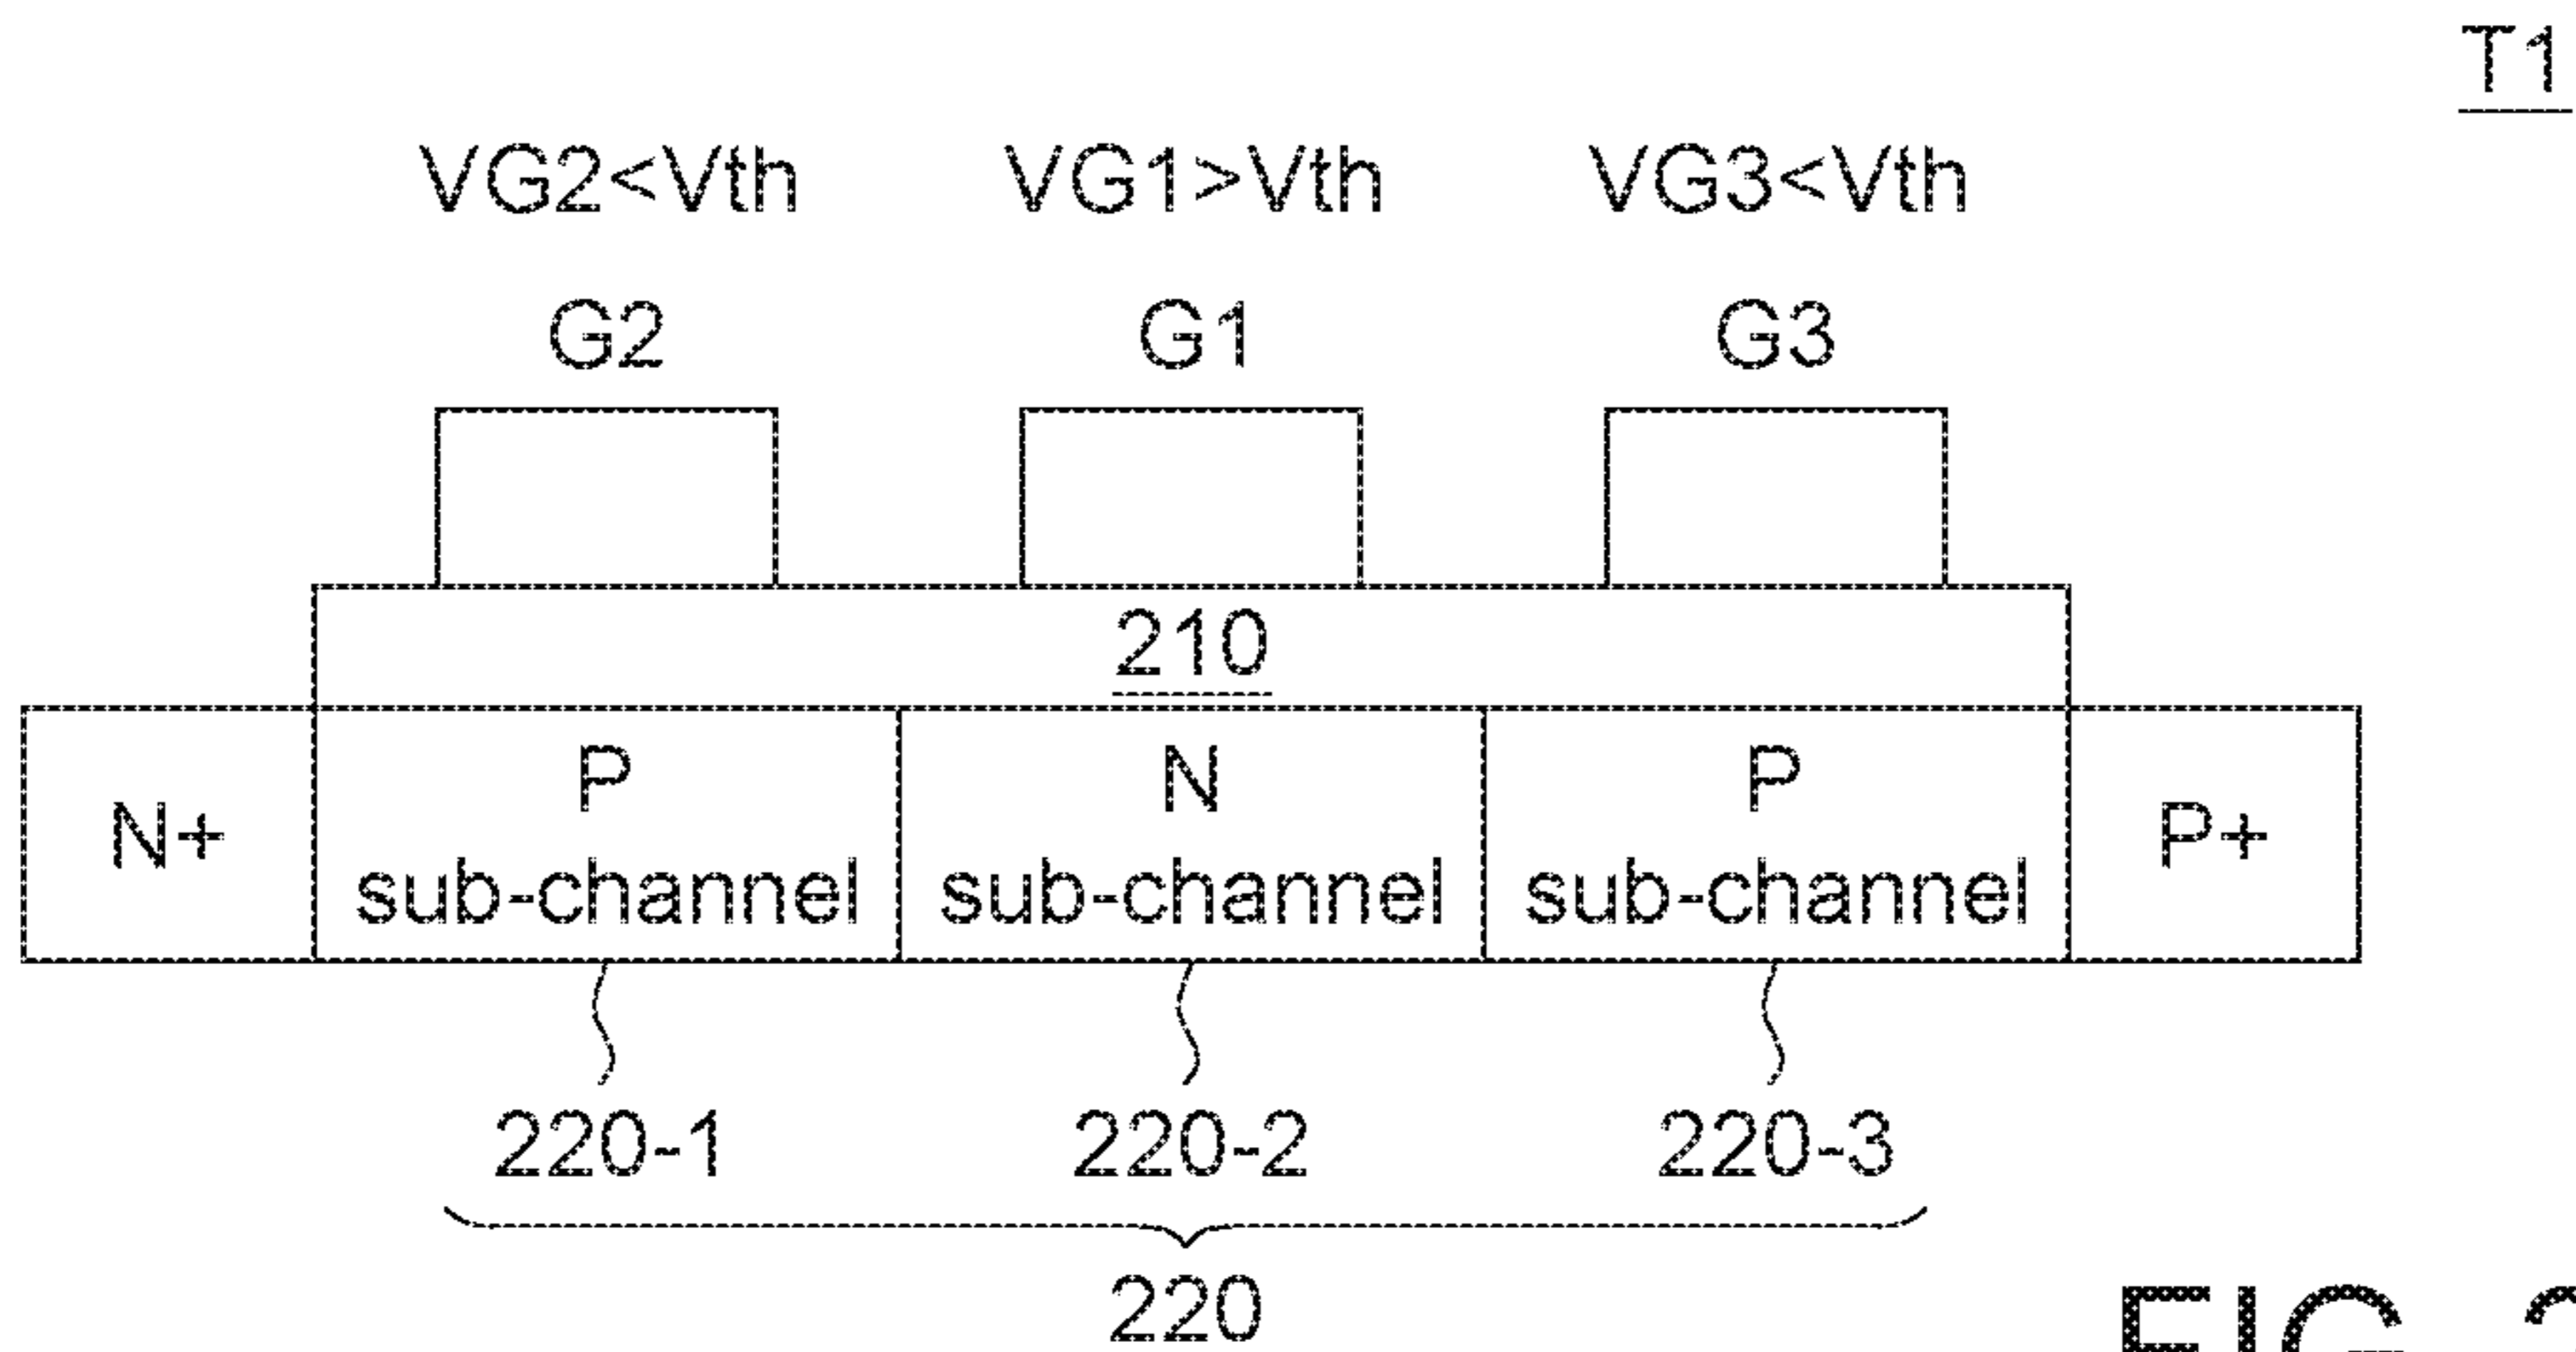 T1
VG2<Vth VG1>Vth VG3<Vth
G2 G1 G3
210
N+ P sub-channel N sub-channel P sub-channel P+
220-1 220-2 220-3
220
FIG.